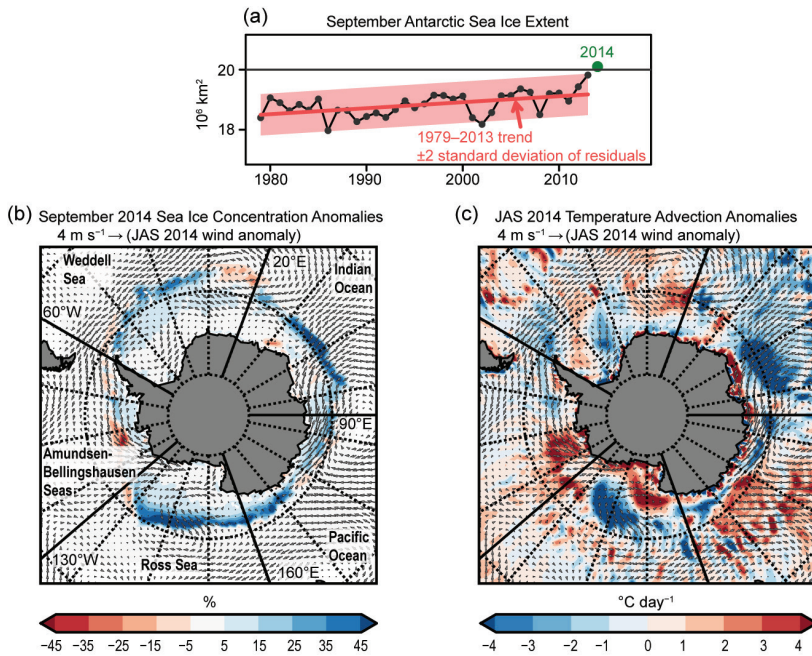 September Antarctic Sea Ice Extent
(a)
2014
20
18
10⁶ km²
1979–2013 trend
±2 standard deviation of residuals
1980
1990
2000
2010
(b) September 2014 Sea Ice Concentration Anomalies
4 m s⁻¹ → (JAS 2014 wind anomaly)
Weddell
Sea
20°E
Indian
Ocean
60°W
90°E
Amundsen-
Bellingshausen
Seas
130°W
Ross Sea
160°E
Pacific
Ocean
%
−45 −35 −25 −15 −5 5 15 25 35 45
(c) JAS 2014 Temperature Advection Anomalies
4 m s⁻¹ → (JAS 2014 wind anomaly)
°C day⁻¹
−4 −3 −2 −1 0 1 2 3 4